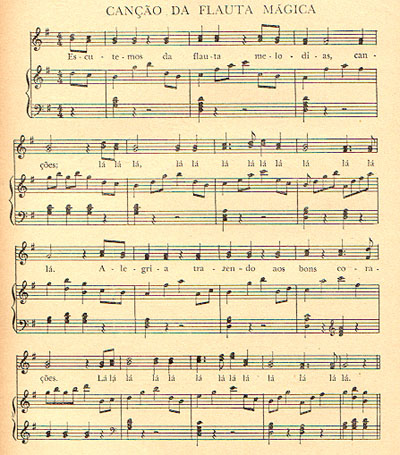 CANÇÃO DA FLAUTA MÁGICA
Es - cu - te - mos da flau - ta me - lo - di - as, can -
ções; lá lá lá, lá lá lá lá lá lá lá lá
lá. A - le - gri - a tra - zen - do aos bons co - ra -
ções. Lá lá lá lá lá lá lá lá lá lá lá.